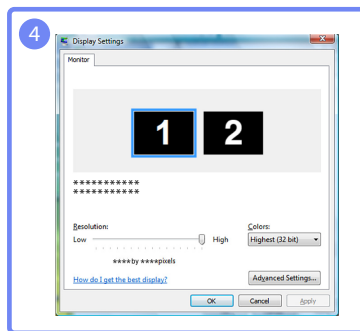 4
Display Settings
Monitor
1 2
***********
***********
Resolution:
Colors:
Low High
Highest (32 bit)
****by ****pixels
How do I get the best display?
Advanced Settings...
OK Cancel Apply